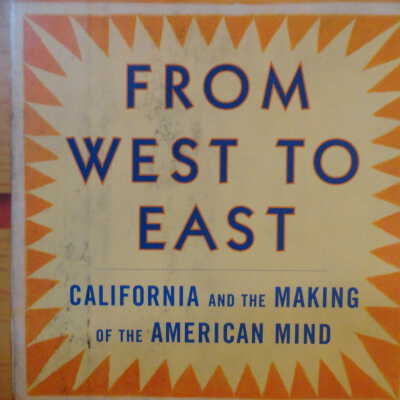 FROM
WEST TO
EAST
CALIFORNIA AND THE MAKING
OF THE AMERICAN MIND